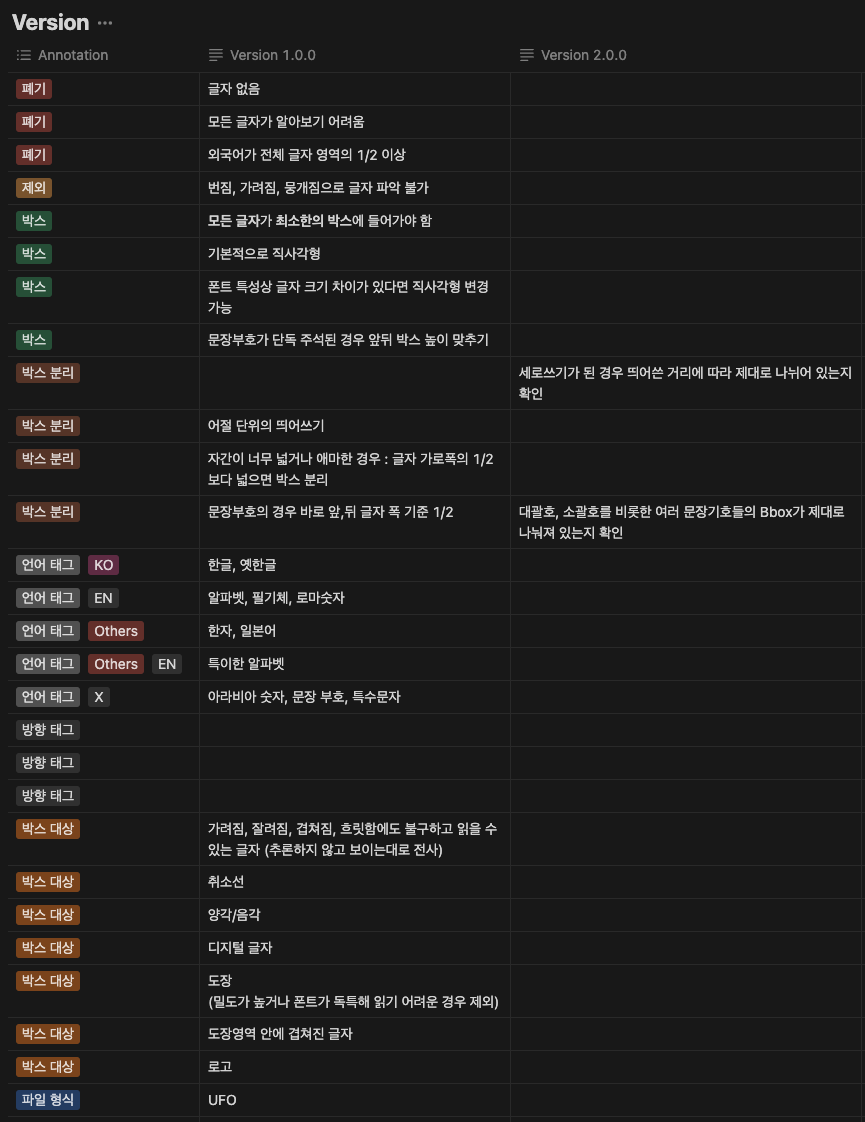 Version ...
Annotation Version 1.0.0 Version 2.0.0
폐기 글자 없음
폐기 모든 글자가 알아보기 어려움
폐기 외국어가 전체 글자 영역의 1/2 이상
제외 번짐, 가려짐, 뭉개짐으로 글자 파악 불가
박스 모든 글자가 최소한의 박스에 들어가야 함
박스 기본적으로 직사각형
박스 폰트 특성상 글자 크기 차이가 있다면 직사각형 변경
가능
박스 문장부호가 단독 주석된 경우 앞뒤 박스 높이 맞추기
박스 분리 세로쓰기가 된 경우 띄어쓴 거리에 따라 제대로 나뉘어 있는지
확인
박스 분리 어절 단위의 띄어쓰기
박스 분리 자간이 너무 넓거나 애마한 경우 : 글자 가로폭의 1/2
보다 넓으면 박스 분리
박스 분리 문장부호의 경우 바로 앞,뒤 글자 폭 기준 1/2 대괄호, 소괄호를 비롯한 여러 문장기호들의 Bbox가 제대로
나눠져 있는지 확인
언어 태그 KO 한글, 옛한글
언어 태그 EN 알파벳, 필기체, 로마숫자
언어 태그 Others 한자, 일본어
언어 태그 Others EN 특이한 알파벳
언어 태그 X 아라비아 숫자, 문장 부호, 특수문자
방향 태그
방향 태그
방향 태그
박스 대상 가려짐, 잘려짐, 겹쳐짐, 흐릿함에도 불구하고 읽을 수
있는 글자 (추론하지 않고 보이는대로 전사)
박스 대상 취소선
박스 대상 양각/음각
박스 대상 디지털 글자
박스 대상 도장
(밀도가 높거나 폰트가 독특해 읽기 어려운 경우 제외)
박스 대상 도장영역 안에 겹쳐진 글자
박스 대상 로고
파일 형식 UFO